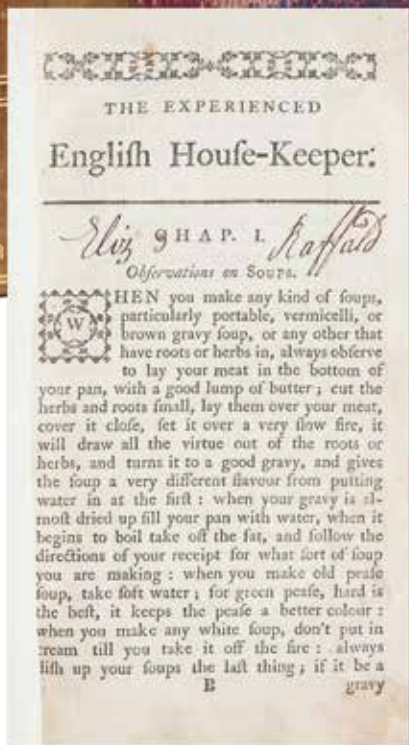 THE EXPERIENCED
Engliſh Houſe-Keeper:
Eliz Raffald
CHAP. I.
Obſervations on SOUPS.
WHEN you make any kind of ſoups,
particularly portable, vermicelli, or
brown gravy ſoup, or any other that
have roots or herbs in, always obſerve
to lay your meat in the bottom of
your pan, with a good lump of butter; cut the
herbs and roots ſmall, lay them over your meat,
cover it cloſe, ſet it over a very ſlow fire, it
will draw all the virtue out of the roots or
herbs, and turns it to a good gravy, and gives
the ſoup a very different flavour from putting
water in at the firſt : when your gravy is al-
moſt dried up fill your pan with water, when it
begins to boil take off the fat, and follow the
directions of your receipt for what ſort of ſoup
you are making : when you make old peaſe
ſoup, take ſoft water; for green peaſe, hard is
the beſt, it keeps the peaſe a better colour :
when you make any white ſoup, don't put in
cream till you take it off the fire : always
diſh up your ſoups the laſt thing; if it be a
B gravy